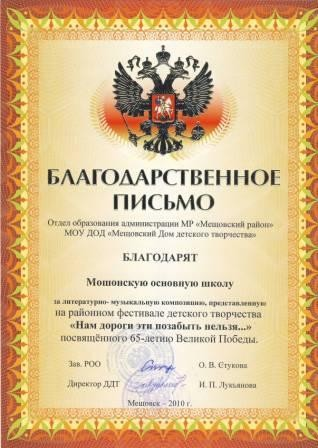 БЛАГОДАРСТВЕННОЕ
ПИСЬМО
Отдел образования администрации МР «Мещовский район»
МОУ ДОД «Мещовский Дом детского творчества»
БЛАГОДАРЯТ
Мошонскую основную школу
за литературно- музыкальную композицию, представленную
на районном фестивале детского творчества
«Нам дороги эти позабыть нельзя...»
посвящённого 65-летию Великой Победы.
Зав. РОО О. В. Єтукова
Директор ДДТ И. П. Лукьянова
Мещовск – 2010 г.